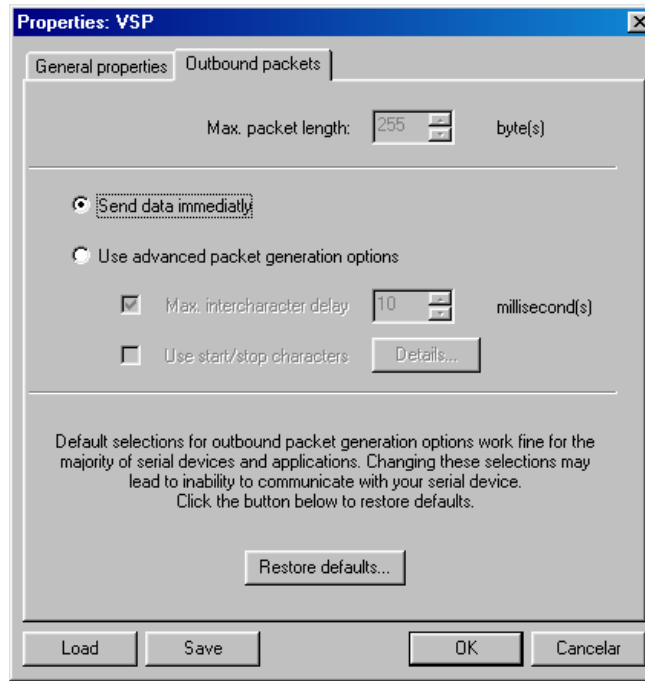 Properties: VSP
General properties
Outbound packets
Max. packet length: 255 byte(s)
Send data immediatly
Use advanced packet generation options
Max. intercharacter delay 10 millisecond(s)
Use start/stop characters Details...
Default selections for outbound packet generation options work fine for the
majority of serial devices and applications. Changing these selections may
lead to inability to communicate with your serial device.
Click the button below to restore defaults.
Restore defaults...
Load Save OK Cancelar